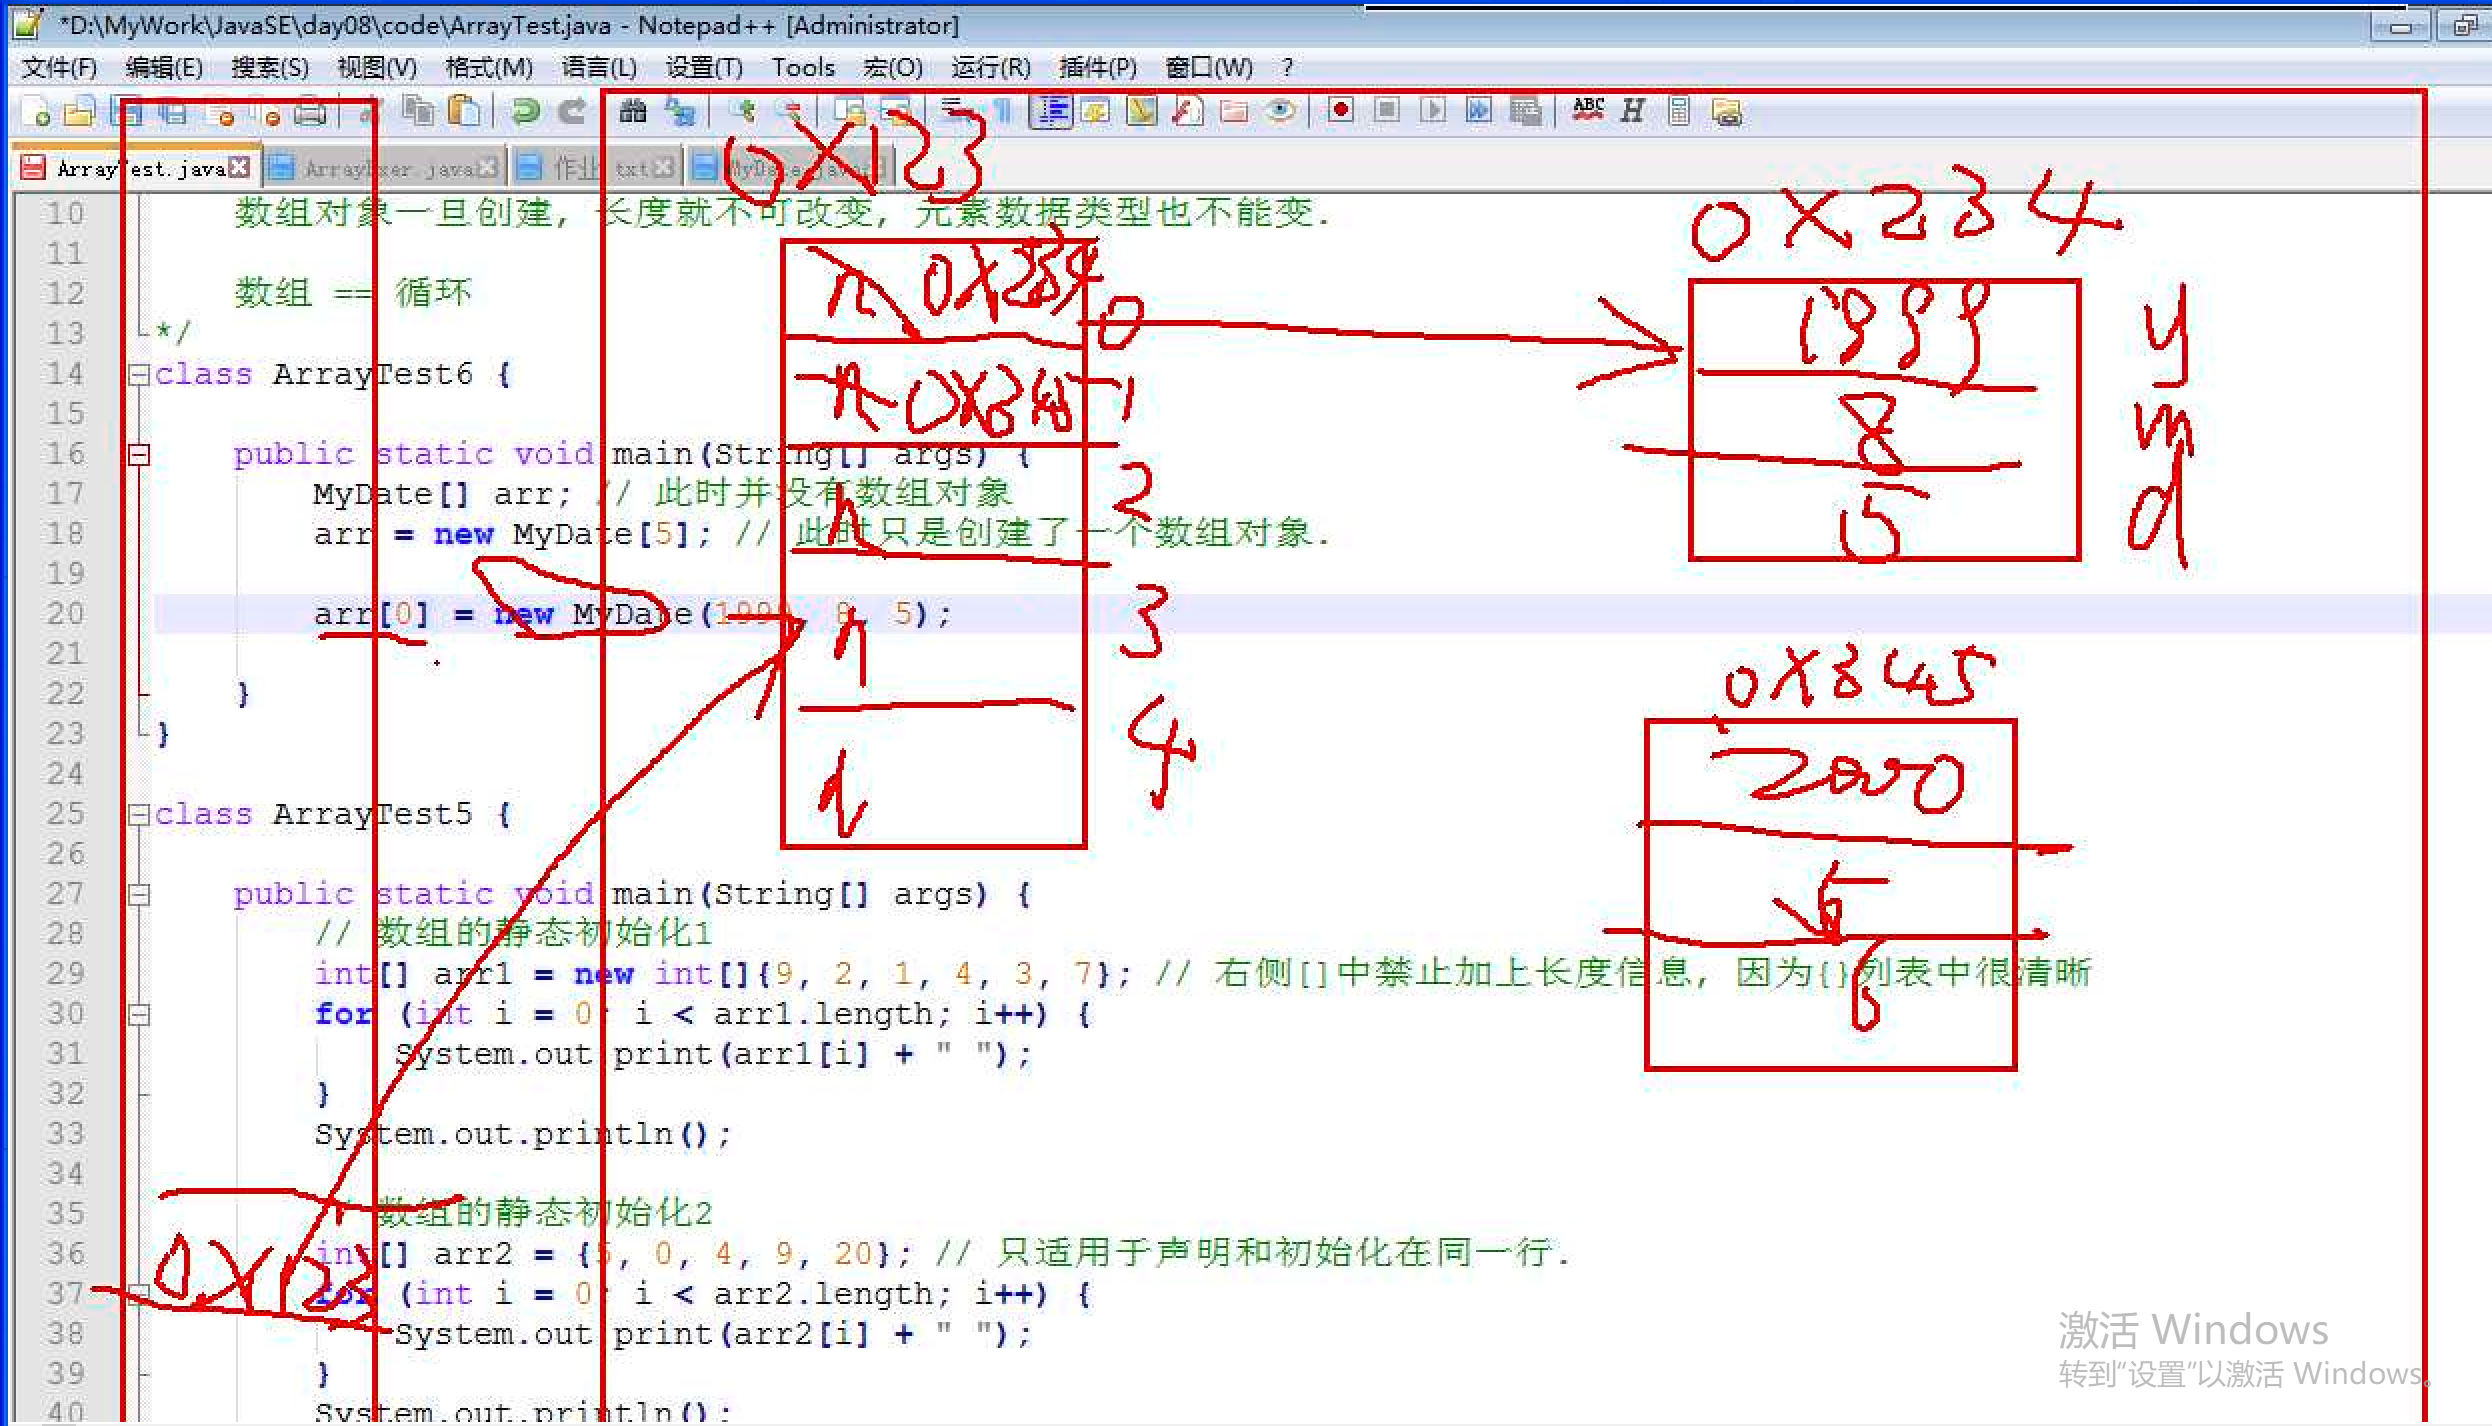 *D:\MyWork\JavaSE\day08\code\ArrayTest.java - Notepad++ [Administrator]
文件(F) 编辑(E) 搜索(S) 视图(V) 格式(M) 语言(L) 设置(T) Tools 宏(O) 运行(R) 插件(P) 窗口(W) ?
ArrayTest.java ArrayExer.java 作业.txt MyDate.java
0X123
0X234
10 数组对象一旦创建, 长度就不可改变, 元素数据类型也不能变.
11
12 数组 == 循环
13 */
14 class ArrayTest6 {
15
16 public static void main(String[] args) {
17 MyDate[] arr; // 此时并没有数组对象
18 arr = new MyDate[5]; // 此时只是创建了一个数组对象.
19
20 arr[0] = new MyDate(1999, 8, 5);
21
22 }
23 }
24
25 class ArrayTest5 {
26
27 public static void main(String[] args) {
28 // 数组的静态初始化1
29 int[] arr1 = new int[]{9, 2, 1, 4, 3, 7}; // 右侧[]中禁止加上长度信息, 因为{}列表中很清晰
30 for (int i = 0; i < arr1.length; i++) {
31 System.out.print(arr1[i] + " ");
32 }
33 System.out.println();
34
35 // 数组的静态初始化2
36 int[] arr2 = {5, 0, 4, 9, 20}; // 只适用于声明和初始化在同一行.
37 for (int i = 0; i < arr2.length; i++) {
38 System.out.print(arr2[i] + " ");
39 }
40 System.out.println();
n 0X234 0
n 0X345 1
n 2
n 3
n 4
1999 y
8 m
5 d
0X345
2000
5
6
0X123
激活 Windows
转到"设置"以激活 Windows。